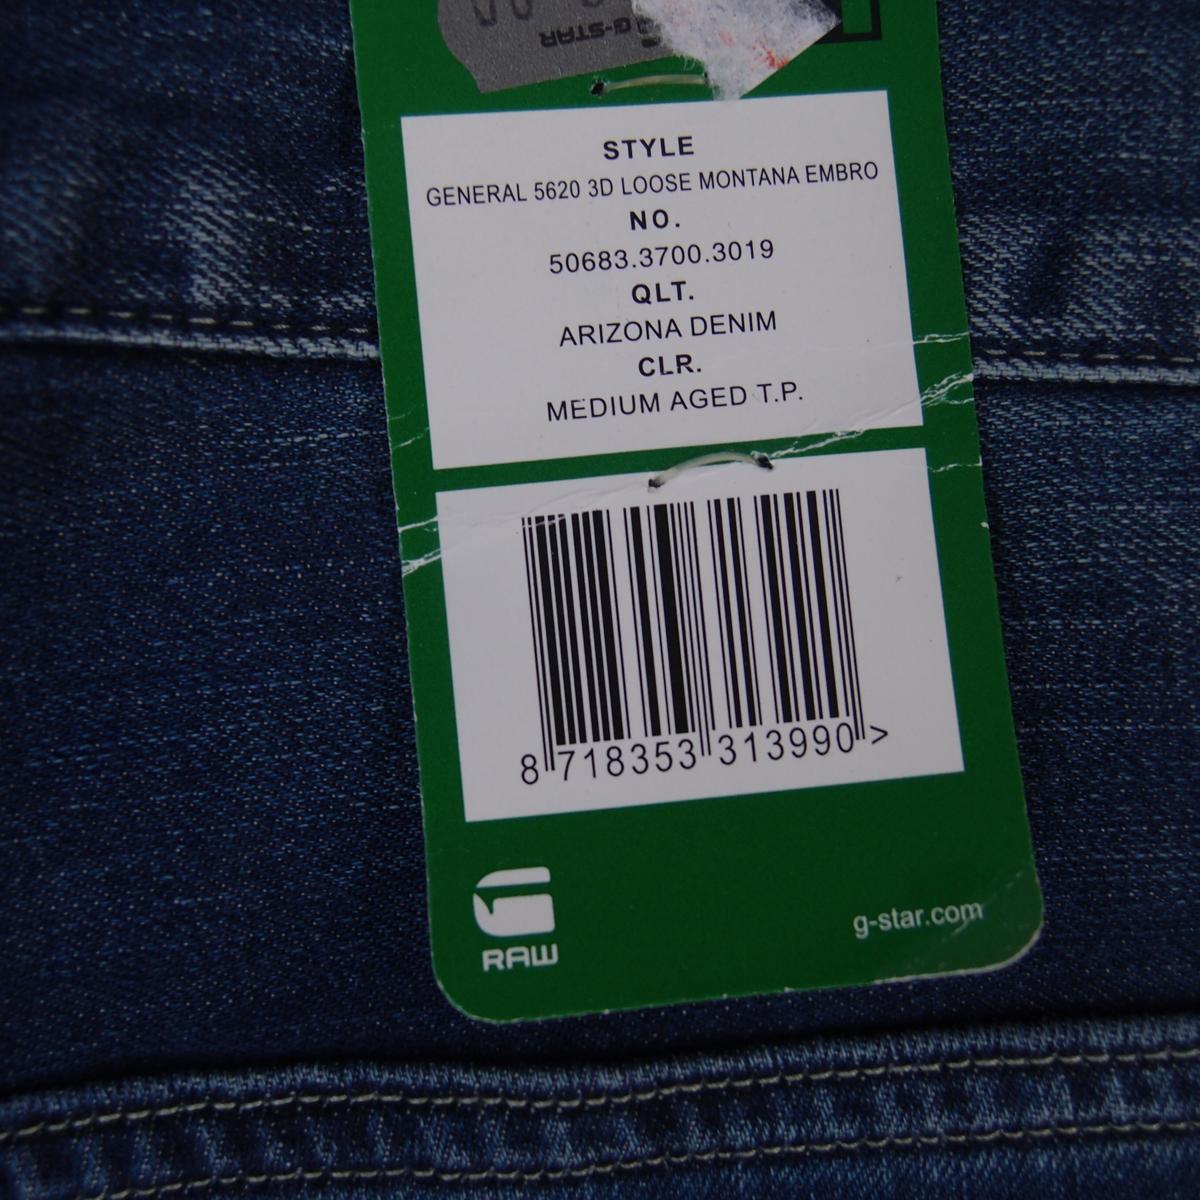 G-STAR
STYLE
GENERAL 5620 3D LOOSE MONTANA EMBRO
NO.
50683.3700.3019
QLT.
ARIZONA DENIM
CLR.
MEDIUM AGED T.P.
8 718353 313990 >
RAW
g-star.com